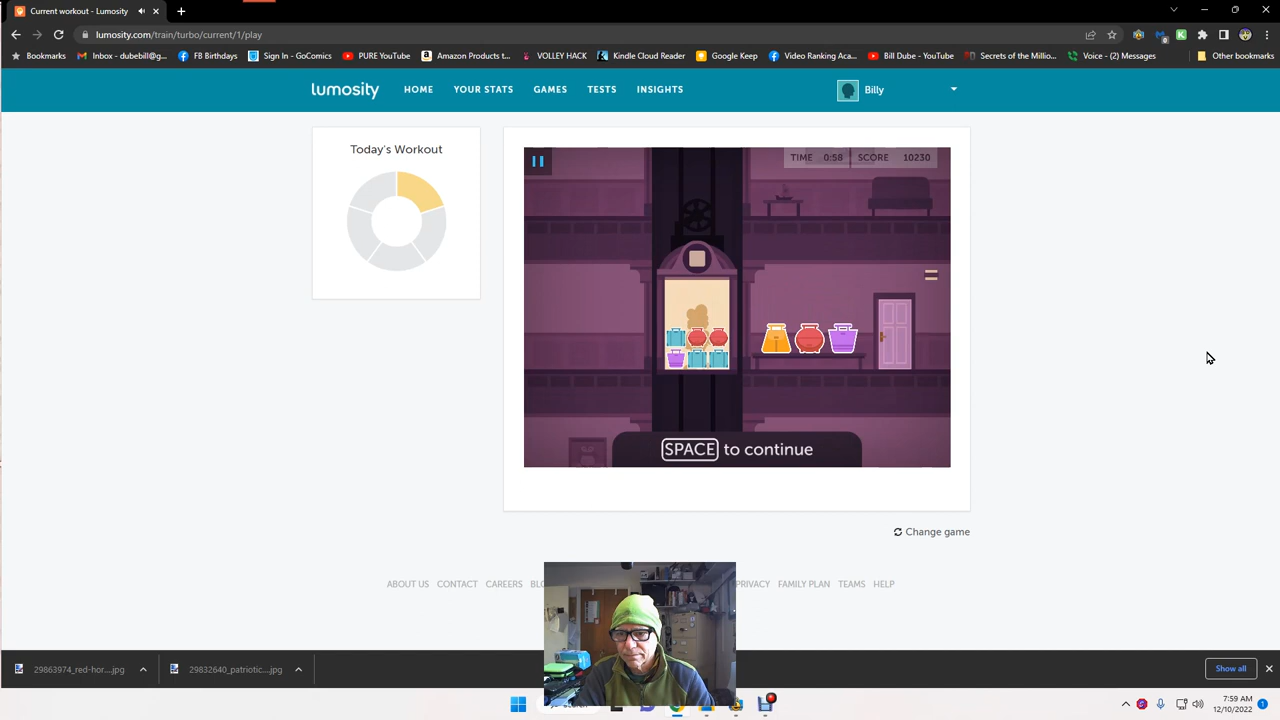 Current workout - Lumosity
lumosity.com/train/turbo/current/1/play
Bookmarks
Inbox - dubebill@g...
FB Birthdays
Sign In - GoComics
PURE YouTube
Amazon Products t...
VOLLEY HACK
Kindle Cloud Reader
Google Keep
Video Ranking Aca...
Bill Dube - YouTube
Secrets of the Millio...
Voice - (2) Messages
Other bookmarks
lumosity
HOME
YOUR STATS
GAMES
TESTS
INSIGHTS
Billy
Today's Workout
TIME 0:58 SCORE 10230
SPACE to continue
Change game
ABOUT US CONTACT CAREERS PRIVACY FAMILY PLAN TEAMS HELP
29863974_red-hor....jpg
29832640_patriotic....jpg
Show all
7:59 AM
12/10/2022